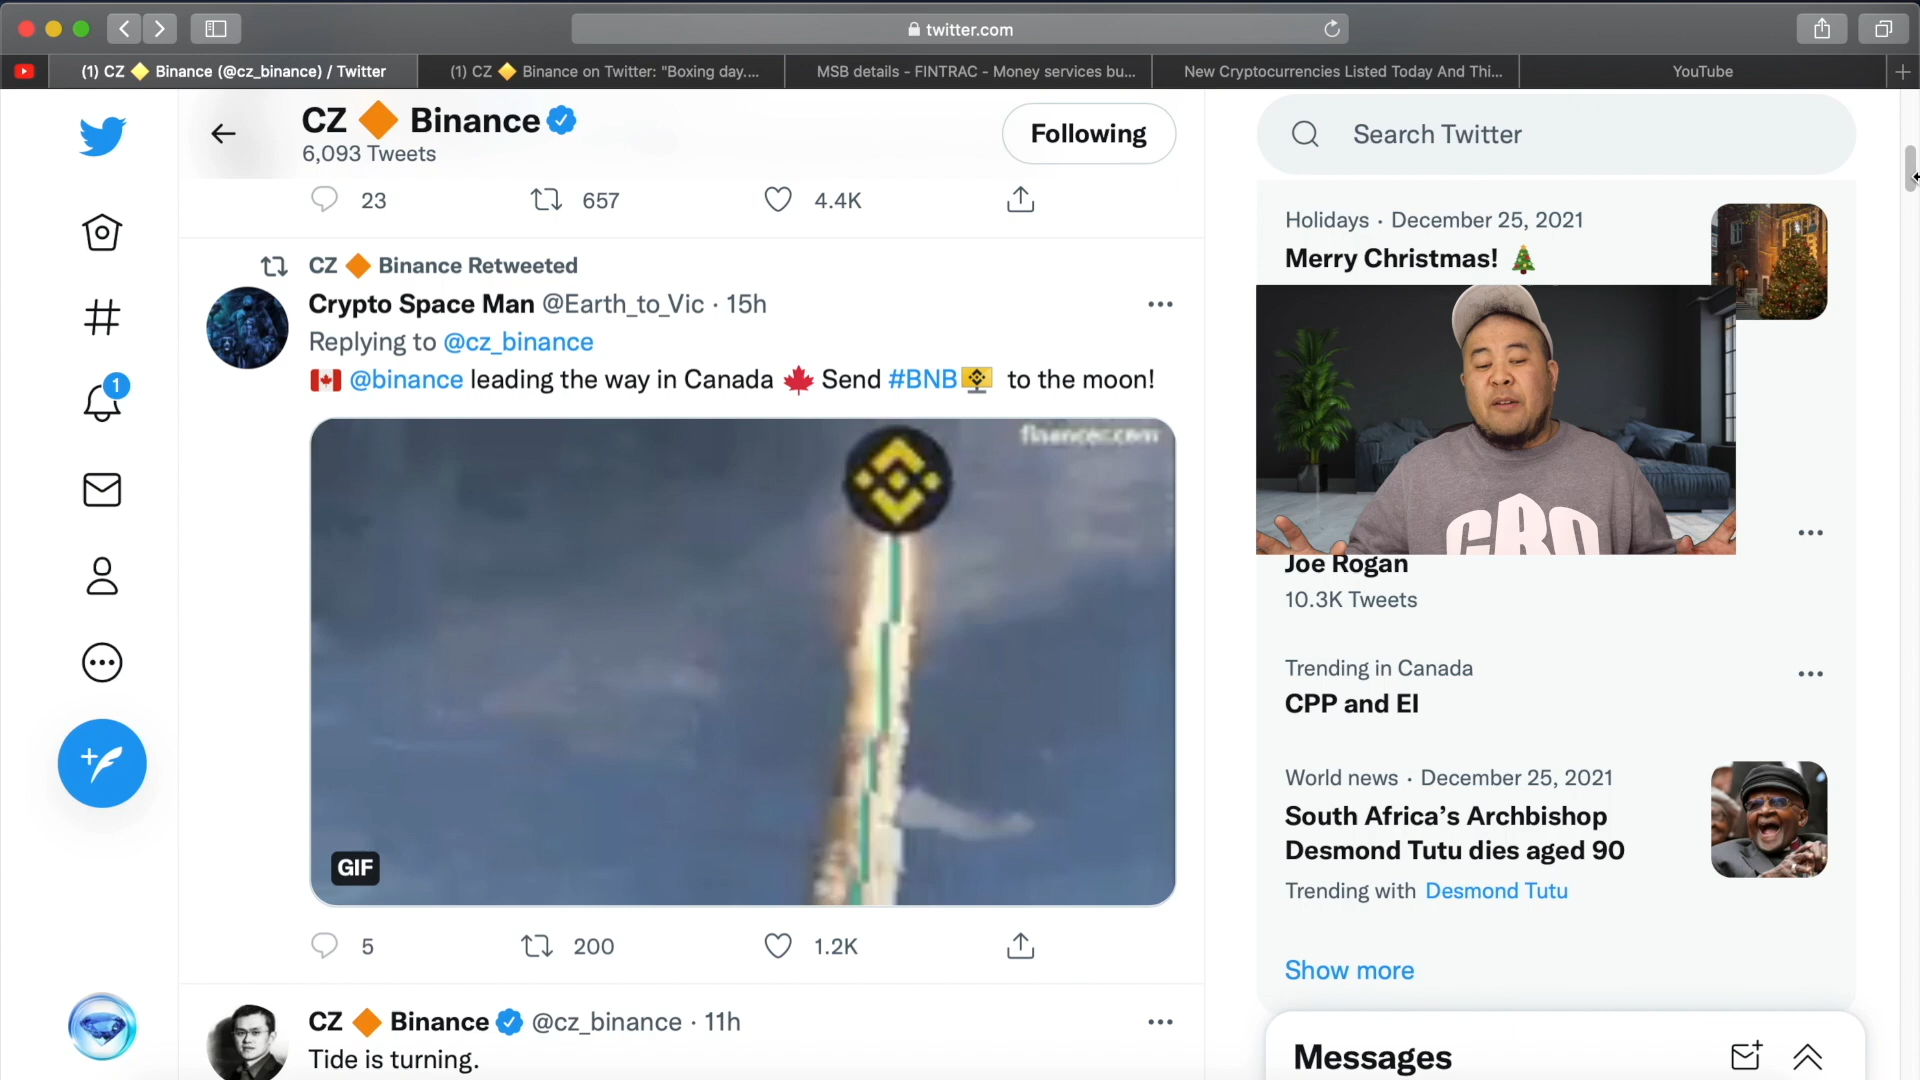 twitter.com
(1) CZ 🔶 Binance (@cz_binance) / Twitter
(1) CZ 🔶 Binance on Twitter: "Boxing day....
MSB details - FINTRAC - Money services bu...
New Cryptocurrencies Listed Today And Thi...
YouTube
CZ 🔶 Binance
6,093 Tweets
Following
Search Twitter
23
657
4.4K
CZ 🔶 Binance Retweeted
Crypto Space Man @Earth_to_Vic · 15h
Replying to @cz_binance
🇨🇦 @binance leading the way in Canada 🍁 Send #BNB to the moon!
financer.com
GIF
5
200
1.2K
CZ 🔶 Binance @cz_binance · 11h
Tide is turning.
1
Holidays · December 25, 2021
Merry Christmas! 🎄
CRO
Joe Rogan
10.3K Tweets
Trending in Canada
CPP and EI
World news · December 25, 2021
South Africa’s Archbishop
Desmond Tutu dies aged 90
Trending with Desmond Tutu
Show more
Messages